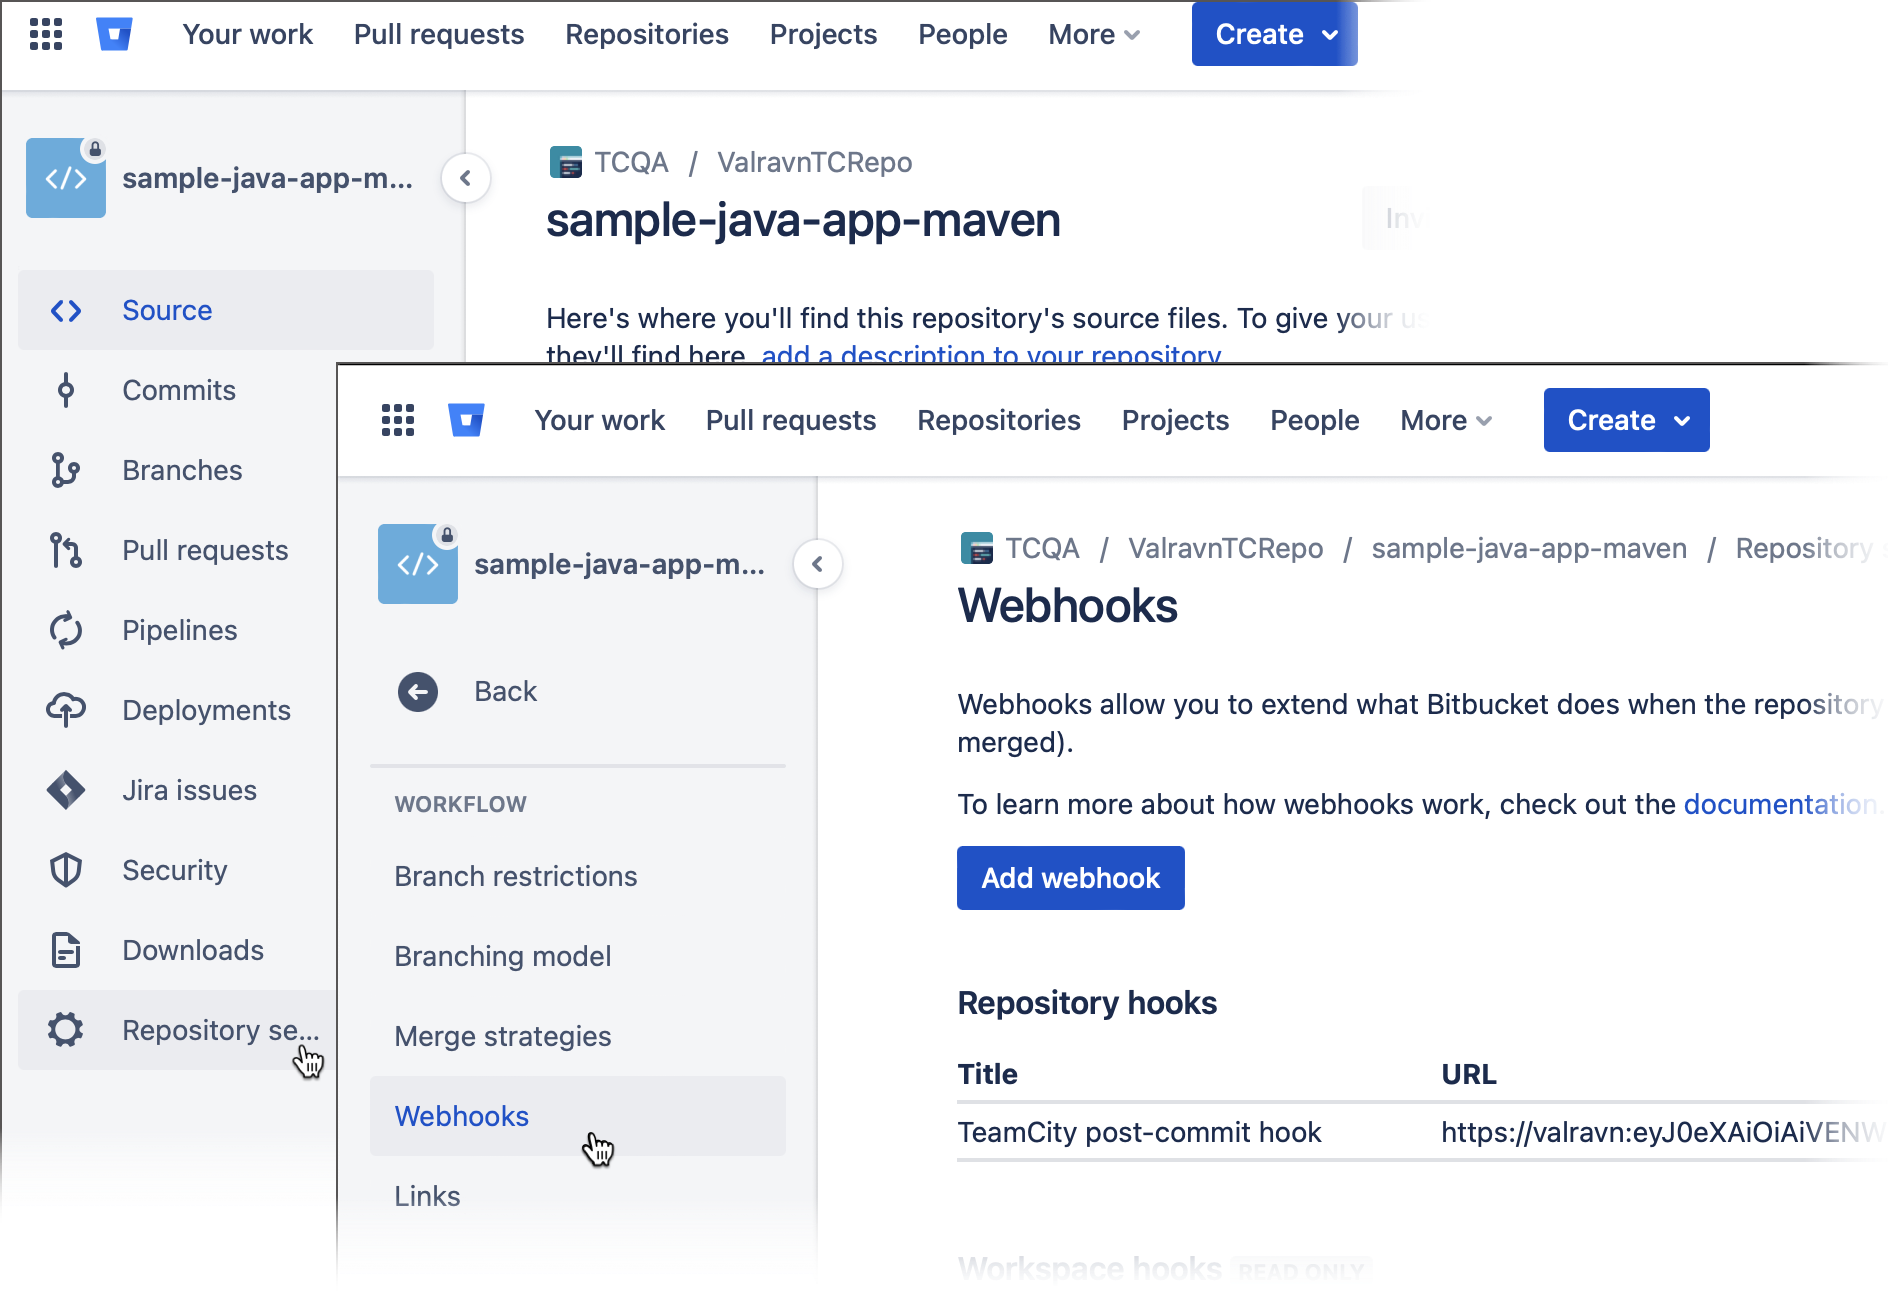 Your work Pull requests Repositories Projects People More Create
sample-java-app-m...
TCQA / ValravnTCRepo
sample-java-app-maven
Here's where you'll find this repository's source files. To give your us
they'll find here, add a description to your repository
Source
Commits
Branches
Pull requests
Pipelines
Deployments
Jira issues
Security
Downloads
Repository se...
Your work Pull requests Repositories Projects People More Create
sample-java-app-m...
Back
WORKFLOW
Branch restrictions
Branching model
Merge strategies
Webhooks
Links
TCQA / ValravnTCRepo / sample-java-app-maven / Repository
Webhooks
Webhooks allow you to extend what Bitbucket does when the repository
merged).
To learn more about how webhooks work, check out the documentation.
Add webhook
Repository hooks
Title URL
TeamCity post-commit hook https://valravn:eyJ0eXAiOiAiVENW
Workspace hooks READ ONLY